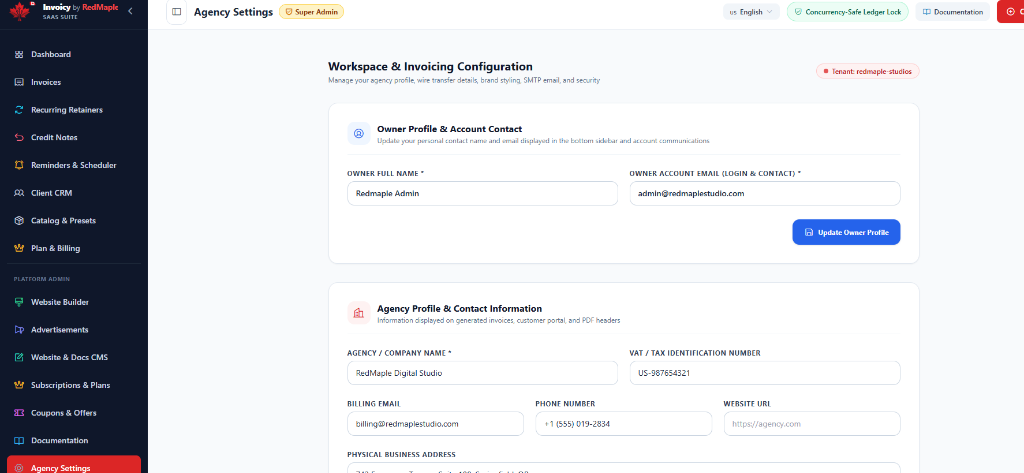 Invoicy by RedMaple
SAAS SUITE
Agency Settings
Super Admin
us English
Concurrency-Safe Ledger Lock
Documentation
Dashboard
Invoices
Recurring Retainers
Credit Notes
Reminders & Scheduler
Client CRM
Catalog & Presets
Plan & Billing
PLATFORM ADMIN
Website Builder
Advertisements
Website & Docs CMS
Subscriptions & Plans
Coupons & Offers
Documentation
Agency Settings
Workspace & Invoicing Configuration
Manage your agency profile, wire transfer details, brand styling, SMTP email, and security
Tenant: redmaple-studios
Owner Profile & Account Contact
Update your personal contact name and email displayed in the bottom sidebar and account communications
OWNER FULL NAME *
OWNER ACCOUNT EMAIL (LOGIN & CONTACT) *
Redmaple Admin
admin@redmaplestudio.com
Update Owner Profile
Agency Profile & Contact Information
Information displayed on generated invoices, customer portal, and PDF headers
AGENCY / COMPANY NAME *
VAT / TAX IDENTIFICATION NUMBER
RedMaple Digital Studio
US-987654321
BILLING EMAIL
PHONE NUMBER
WEBSITE URL
billing@redmaplestudio.com
+1 (555) 019-2834
https://agency.com
PHYSICAL BUSINESS ADDRESS